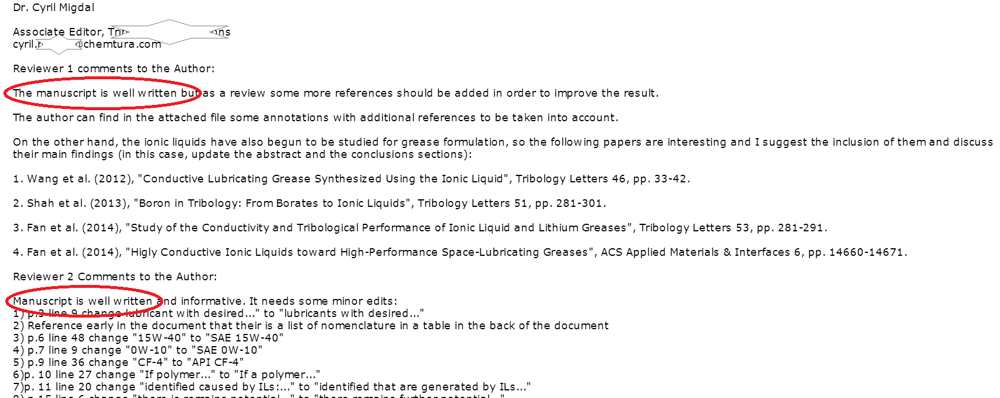 Dr. Cyril Migdal
Associate Editor, Tri ons
cyril. @chemtura.com
Reviewer 1 comments to the Author:
The manuscript is well written but as a review some more references should be added in order to improve the result.
The author can find in the attached file some annotations with additional references to be taken into account.
On the other hand, the ionic liquids have also begun to be studied for grease formulation, so the following papers are interesting and I suggest the inclusion of them and discuss
their main findings (in this case, update the abstract and the conclusions sections):
1. Wang et al. (2012), "Conductive Lubricating Grease Synthesized Using the Ionic Liquid", Tribology Letters 46, pp. 33-42.
2. Shah et al. (2013), "Boron in Tribology: From Borates to Ionic Liquids", Tribology Letters 51, pp. 281-301.
3. Fan et al. (2014), "Study of the Conductivity and Tribological Performance of Ionic Liquid and Lithium Greases", Tribology Letters 53, pp. 281-291.
4. Fan et al. (2014), "Higly Conductive Ionic Liquids toward High-Performance Space-Lubricating Greases", ACS Applied Materials & Interfaces 6, pp. 14660-14671.
Reviewer 2 Comments to the Author:
Manuscript is well written and informative. It needs some minor edits:
1) p.3 line 9 change lubricant with desired..." to "lubricants with desired..."
2) Reference early in the document that their is a list of nomenclature in a table in the back of the document
3) p.6 line 48 change "15W-40" to "SAE 15W-40"
4) p.7 line 9 change "0W-10" to "SAE 0W-10"
5) p.9 line 36 change "CF-4" to "API CF-4"
6)p. 10 line 27 change "If polymer..." to "If a polymer..."
7)p. 11 line 20 change "identified caused by ILs:..." to "identified that are generated by ILs..."
8) p.15 line 6 change "there is remains potential..." to "there remains further potential..."